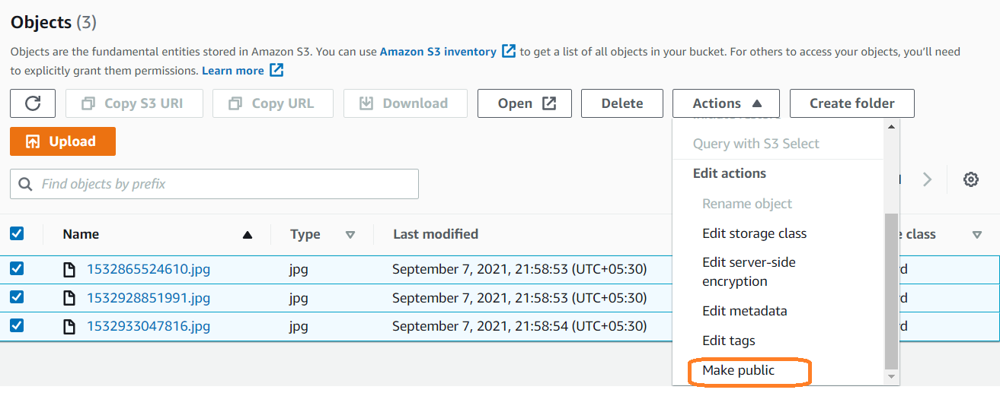 Objects (3)
Objects are the fundamental entities stored in Amazon S3. You can use Amazon S3 inventory to get a list of all objects in your bucket. For others to access your objects, you'll need
to explicitly grant them permissions. Learn more
Copy S3 URI
Copy URL
Download
Open
Delete
Actions
Create folder
Upload
Find objects by prefix
Query with S3 Select
Edit actions
Rename object
Edit storage class
Edit server-side
encryption
Edit metadata
Edit tags
Make public
Name Type Last modified class
1532865524610.jpg jpg September 7, 2021, 21:58:53 (UTC+05:30)
1532928851991.jpg jpg September 7, 2021, 21:58:53 (UTC+05:30)
1532933047816.jpg jpg September 7, 2021, 21:58:54 (UTC+05:30)